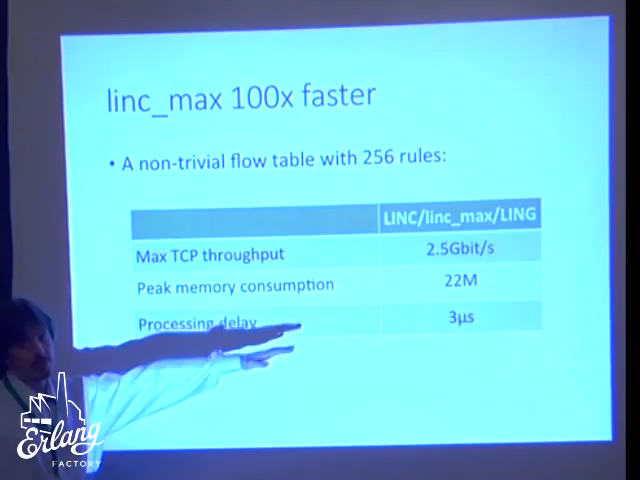 linc_max 100x faster
• A non-trivial flow table with 256 rules:
LINC/linc_max/LING
Max TCP throughput 2.5Gbit/s
Peak memory consumption 22M
Processing delay 3µs
Erlang
FACTORY